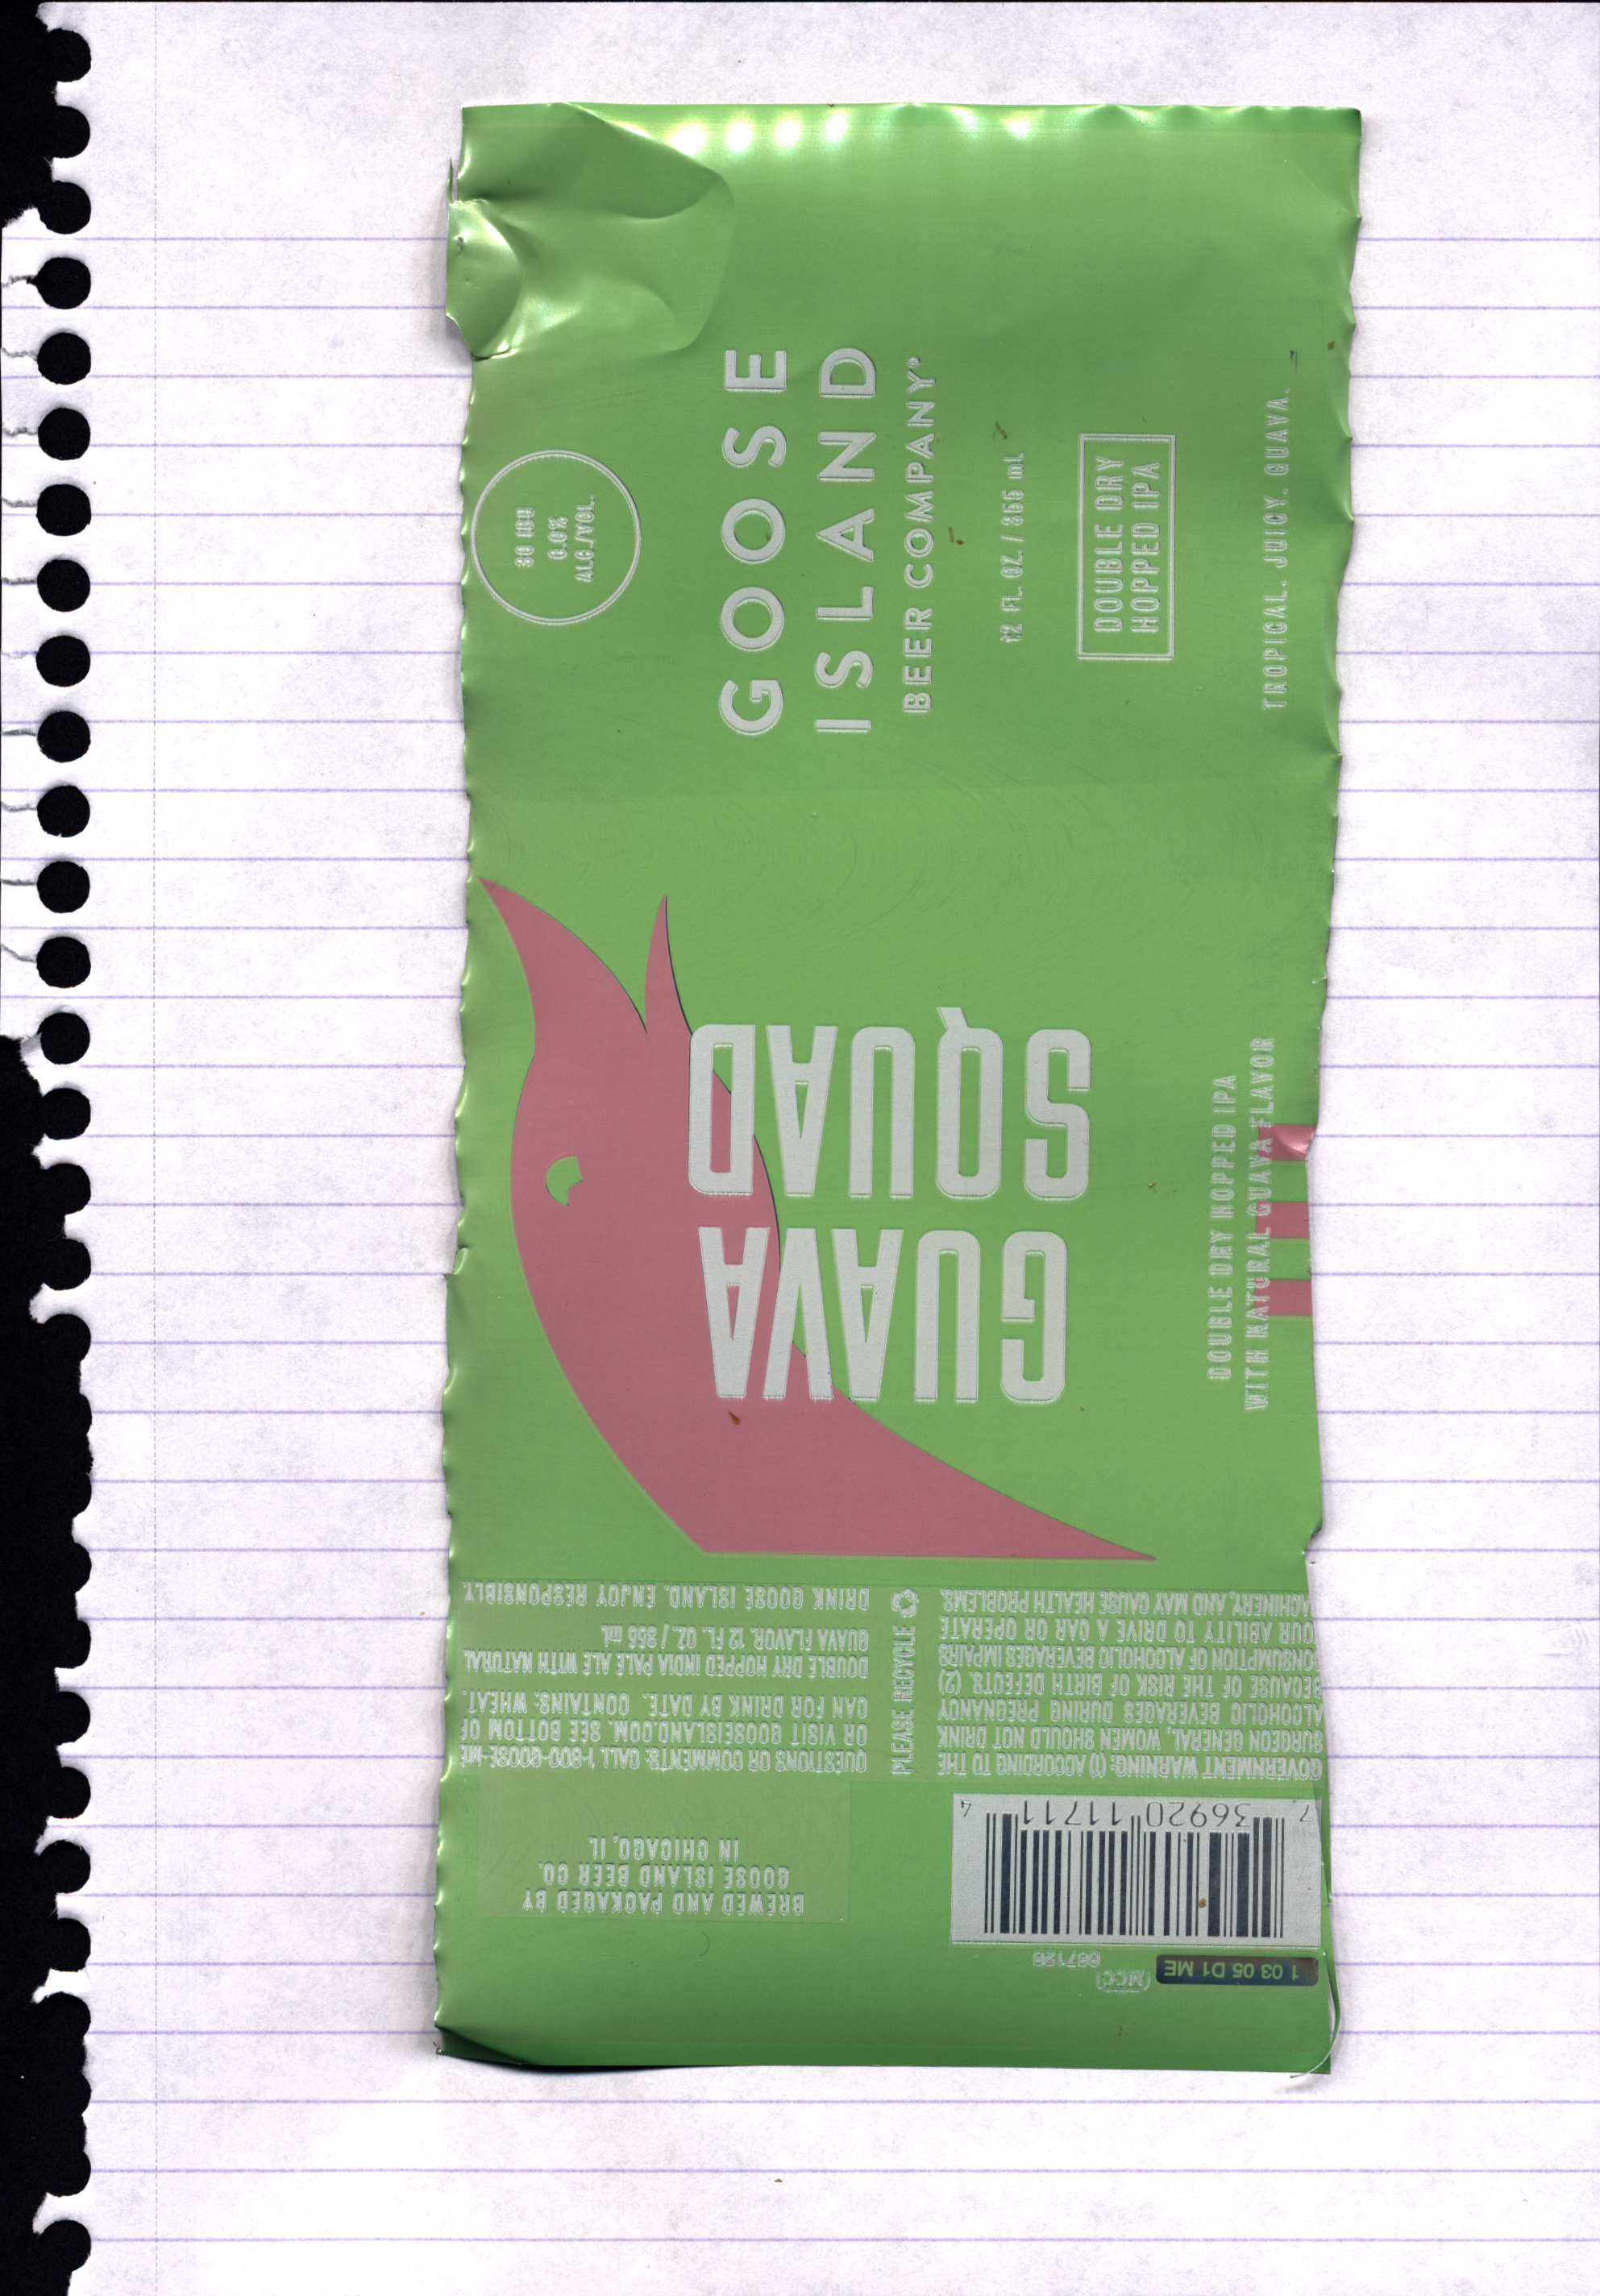 30 IBU
ALC./VOL.
GOOSE
ISLAND
BEER COMPANY®
12 FL. OZ. / 355 mL
DOUBLE DRY
HOPPED IPA
TROPICAL. JUICY. GUAVA.
GUAVA
SQUAD
DOUBLE DRY HOPPED IPA
WITH NATURAL GUAVA FLAVOR
BREWED AND PACKAGED BY
GOOSE ISLAND BEER CO.
IN CHICAGO, IL
QUESTIONS OR COMMENTS: CALL 1-800-GOOSE-ME
OR VISIT GOOSEISLAND.COM. SEE BOTTOM OF
CAN FOR DRINK BY DATE. CONTAINS: WHEAT.
DOUBLE DRY HOPPED INDIA PALE ALE WITH NATURAL
GUAVA FLAVOR. 12 FL. OZ. / 355 mL
DRINK GOOSE ISLAND. ENJOY RESPONSIBLY.
PLEASE RECYCLE
GOVERNMENT WARNING: (1) ACCORDING TO THE
SURGEON GENERAL, WOMEN SHOULD NOT DRINK
ALCOHOLIC BEVERAGES DURING PREGNANCY
BECAUSE OF THE RISK OF BIRTH DEFECTS. (2)
ONSUMPTION OF ALCOHOLIC BEVERAGES IMPAIRS
OUR ABILITY TO DRIVE A CAR OR OPERATE
ACHINERY, AND MAY CAUSE HEALTH PROBLEMS.
7 36920 11711 4
1 03 05 D1 ME
MCC